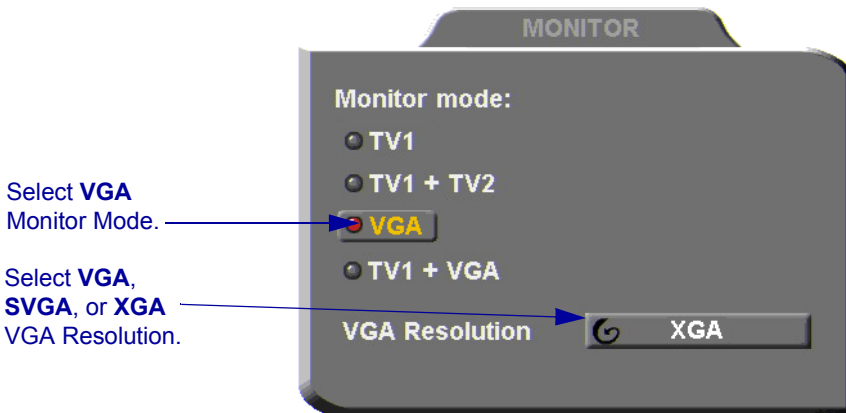 MONITOR
Monitor mode:
TV1
TV1 + TV2
Select VGA
Monitor Mode.
VGA
TV1 + VGA
Select VGA,
SVGA, or XGA
VGA Resolution.
VGA Resolution
XGA